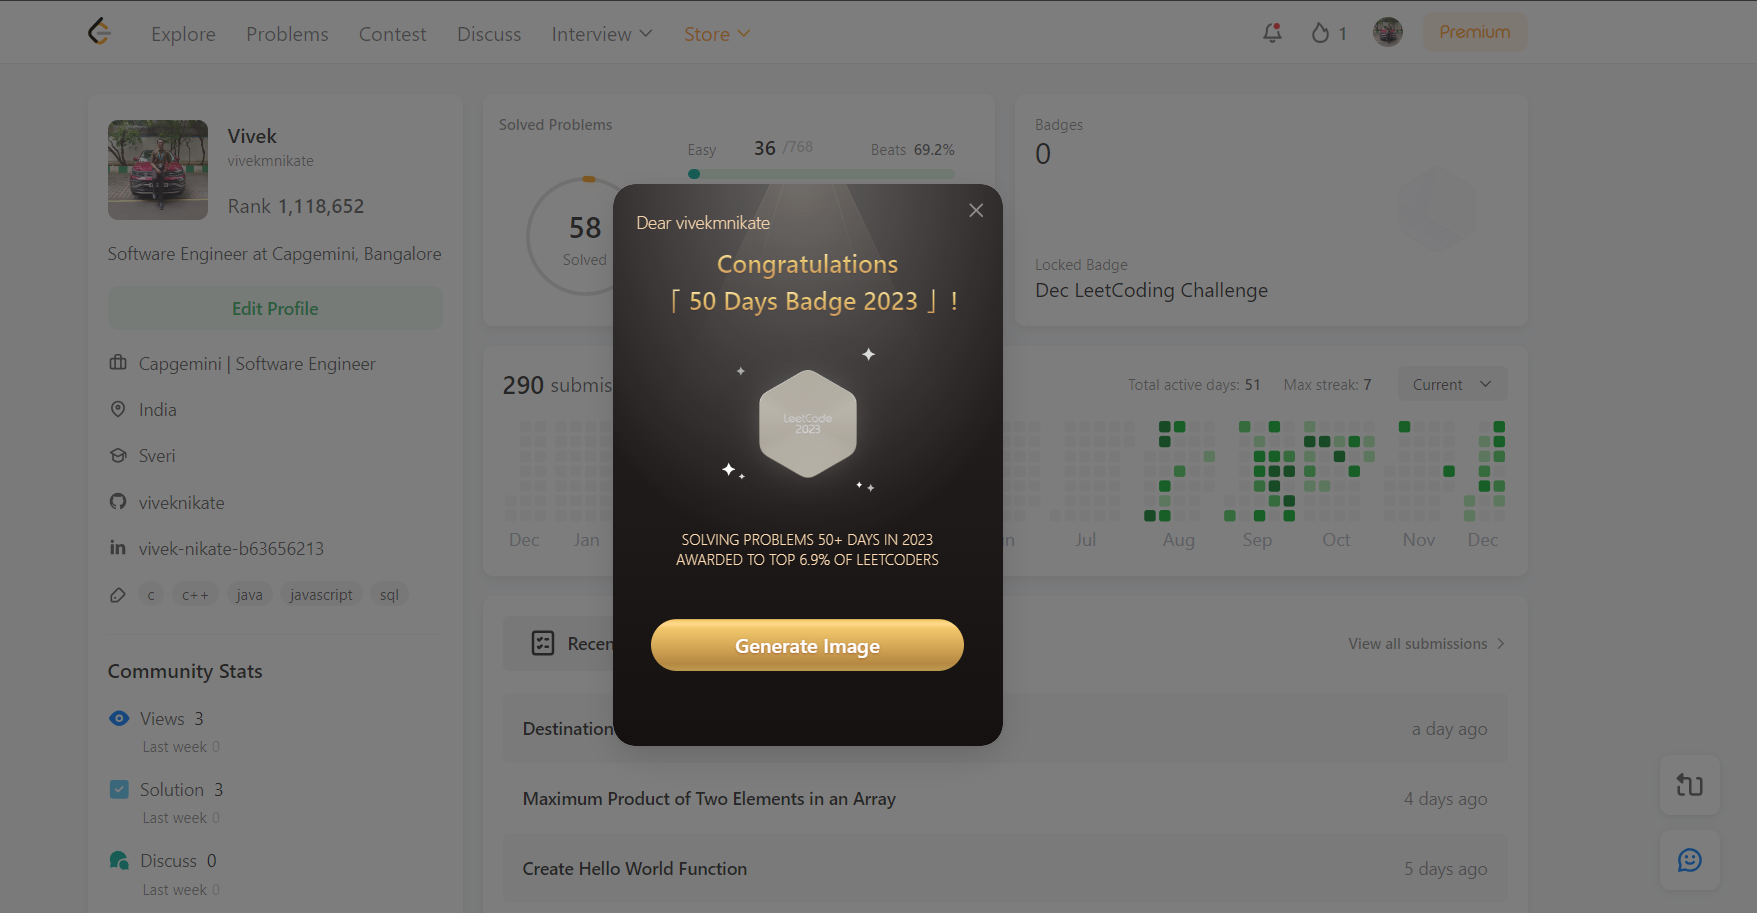 Explore Problems Contest Discuss Interview Store
1
Premium
Vivek
vivekmnikate
Rank 1,118,652
Software Engineer at Capgemini, Bangalore
Edit Profile
Capgemini | Software Engineer
India
Sveri
viveknikate
vivek-nikate-b63656213
c c++ java javascript sql
Community Stats
Views 3
Last week 0
Solution 3
Last week 0
Discuss 0
Last week 0
Solved Problems
Easy 36 /768 Beats 69.2%
58
Solved
Badges
0
Locked Badge
Dec LeetCoding Challenge
Dear vivekmnikate
Congratulations
「 50 Days Badge 2023 」 !
LeetCode
2023
SOLVING PROBLEMS 50+ DAYS IN 2023
AWARDED TO TOP 6.9% OF LEETCODERS
Generate Image
290 submis
Total active days: 51 Max streak: 7 Current
Dec Jan n Jul Aug Sep Oct Nov Dec
Recen
View all submissions
Destination
a day ago
Maximum Product of Two Elements in an Array
4 days ago
Create Hello World Function
5 days ago